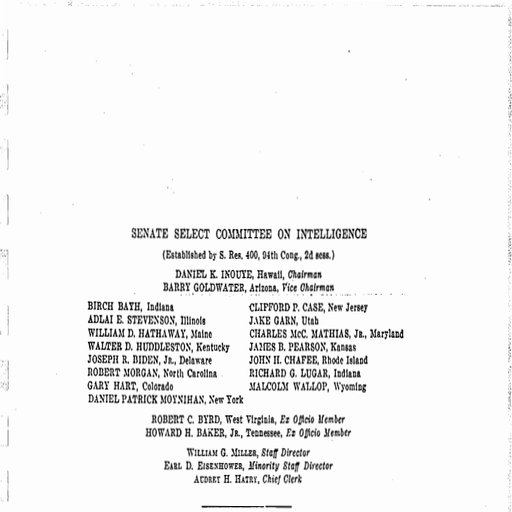 SENATE SELECT COMMITTEE ON INTELLIGENCE
(Established by S. Res. 400, 94th Cong., 2d sess.)
DANIEL K. INOUYE, Hawaii, Chairman
BARRY GOLDWATER, Arizona, Vice Chairman
BIRCH BAYH, Indiana
ADLAI E. STEVENSON, Illinois
WILLIAM D. HATHAWAY, Maine
WALTER D. HUDDLESTON, Kentucky
JOSEPH R. BIDEN, Jr., Delaware
ROBERT MORGAN, North Carolina
GARY HART, Colorado
DANIEL PATRICK MOYNIHAN, New York
CLIFFORD P. CASE, New Jersey
JAKE GARN, Utah
CHARLES McC. MATHIAS, Jr., Maryland
JAMES B. PEARSON, Kansas
JOHN H. CHAFEE, Rhode Island
RICHARD G. LUGAR, Indiana
MALCOLM WALLOP, Wyoming
ROBERT C. BYRD, West Virginia, Ex Officio Member
HOWARD H. BAKER, Jr., Tennessee, Ex Officio Member
WILLIAM G. MILLER, Staff Director
EARL D. EISENHOWER, Minority Staff Director
AUDREY H. HATRY, Chief Clerk